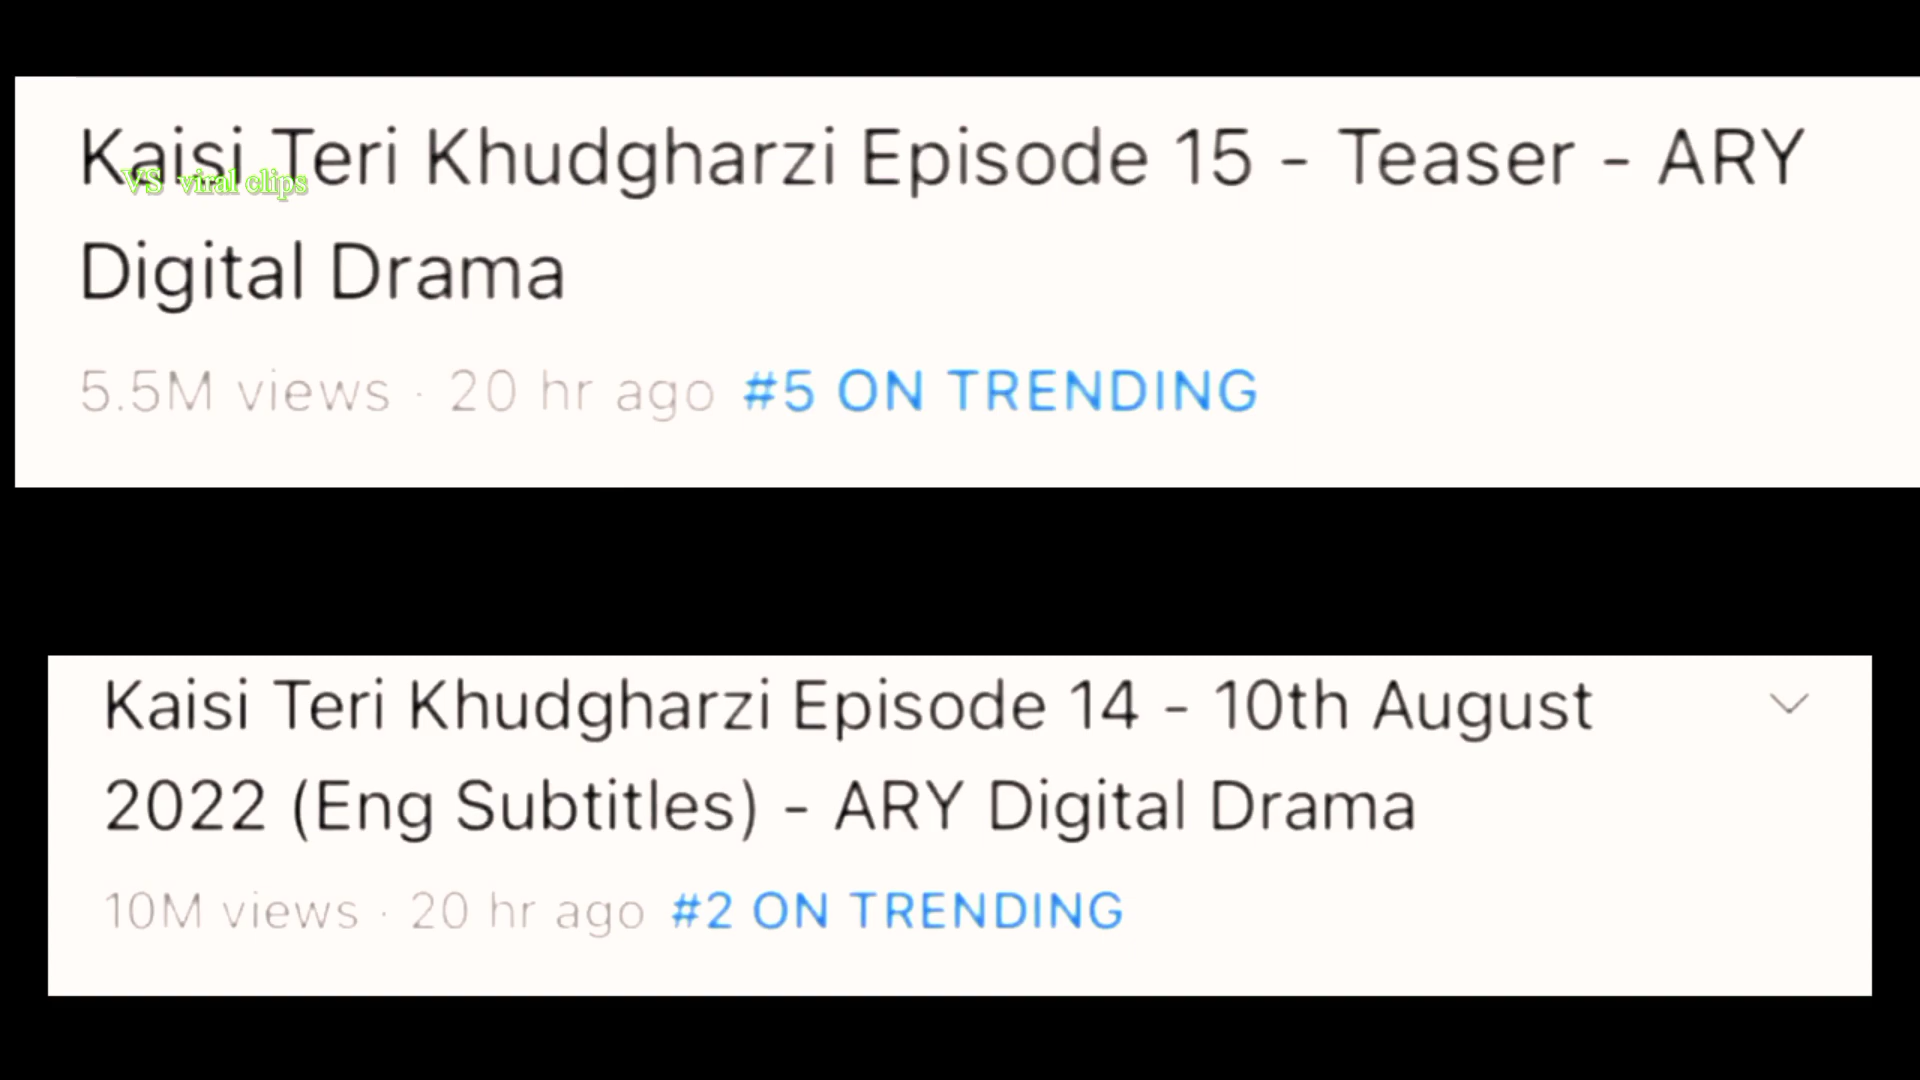 Kaisi Teri Khudgharzi Episode 15 - Teaser - ARY
VS viral clips
Digital Drama
5.5M views · 20 hr ago #5 ON TRENDING
Kaisi Teri Khudgharzi Episode 14 - 10th August
2022 (Eng Subtitles) - ARY Digital Drama
10M views · 20 hr ago #2 ON TRENDING